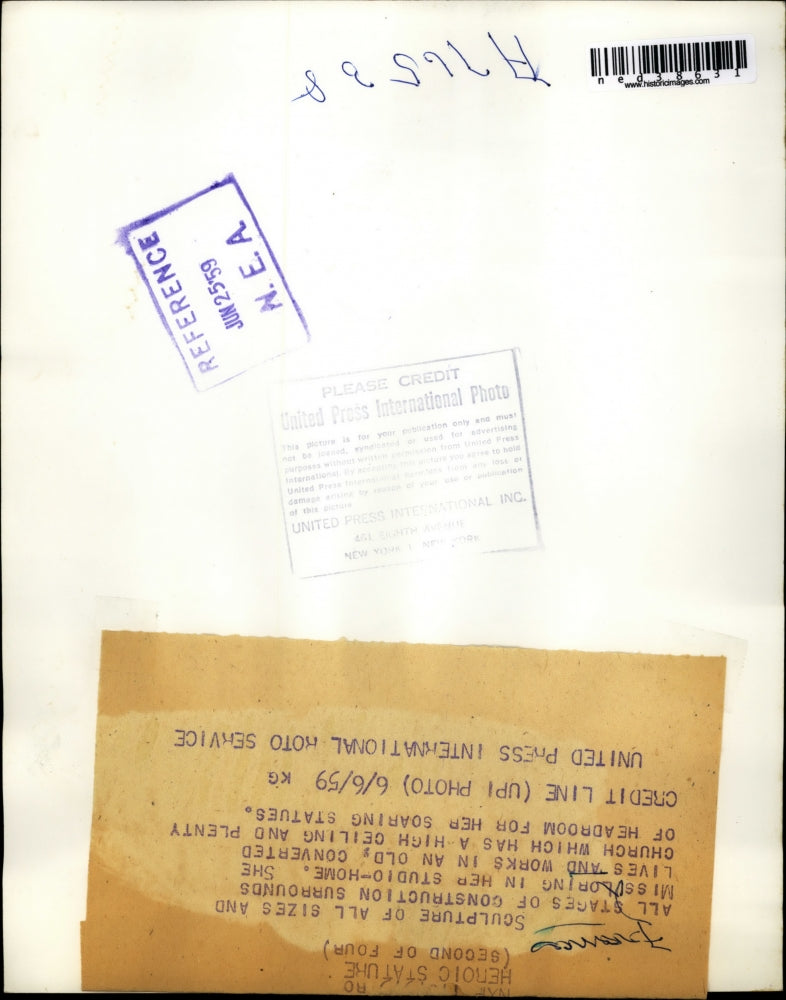 A76538
ned38631
www.historicimages.com
REFERENCE
JUN 25 '59
N. E. A.
PLEASE CREDIT
United Press International Photo
This picture is for your publication only and must
not be loaned, syndicated or used for advertising
purposes without written permission from United Press
International. By accepting this picture you agree to hold
United Press International harmless from any loss or
damage arising by reason of your use or publication
of this picture
UNITED PRESS INTERNATIONAL INC.
461 EIGHTH AVENUE
NEW YORK 1, NEW YORK
RO
HEROIC STATURE
(SECOND OF FOUR)
SCULPTURE OF ALL SIZES AND
ALL STAGES OF CONSTRUCTION SURROUNDS
MISS LORING IN HER STUDIO-HOME. SHE
LIVES AND WORKS IN AN OLD, CONVERTED
CHURCH WHICH HAS A HIGH CEILING AND PLENTY
OF HEADROOM FOR HER SOARING STATUES.
CREDIT LINE (UPI PHOTO) 6/6/59 KG
UNITED PRESS INTERNATIONAL ROTO SERVICE
Frances